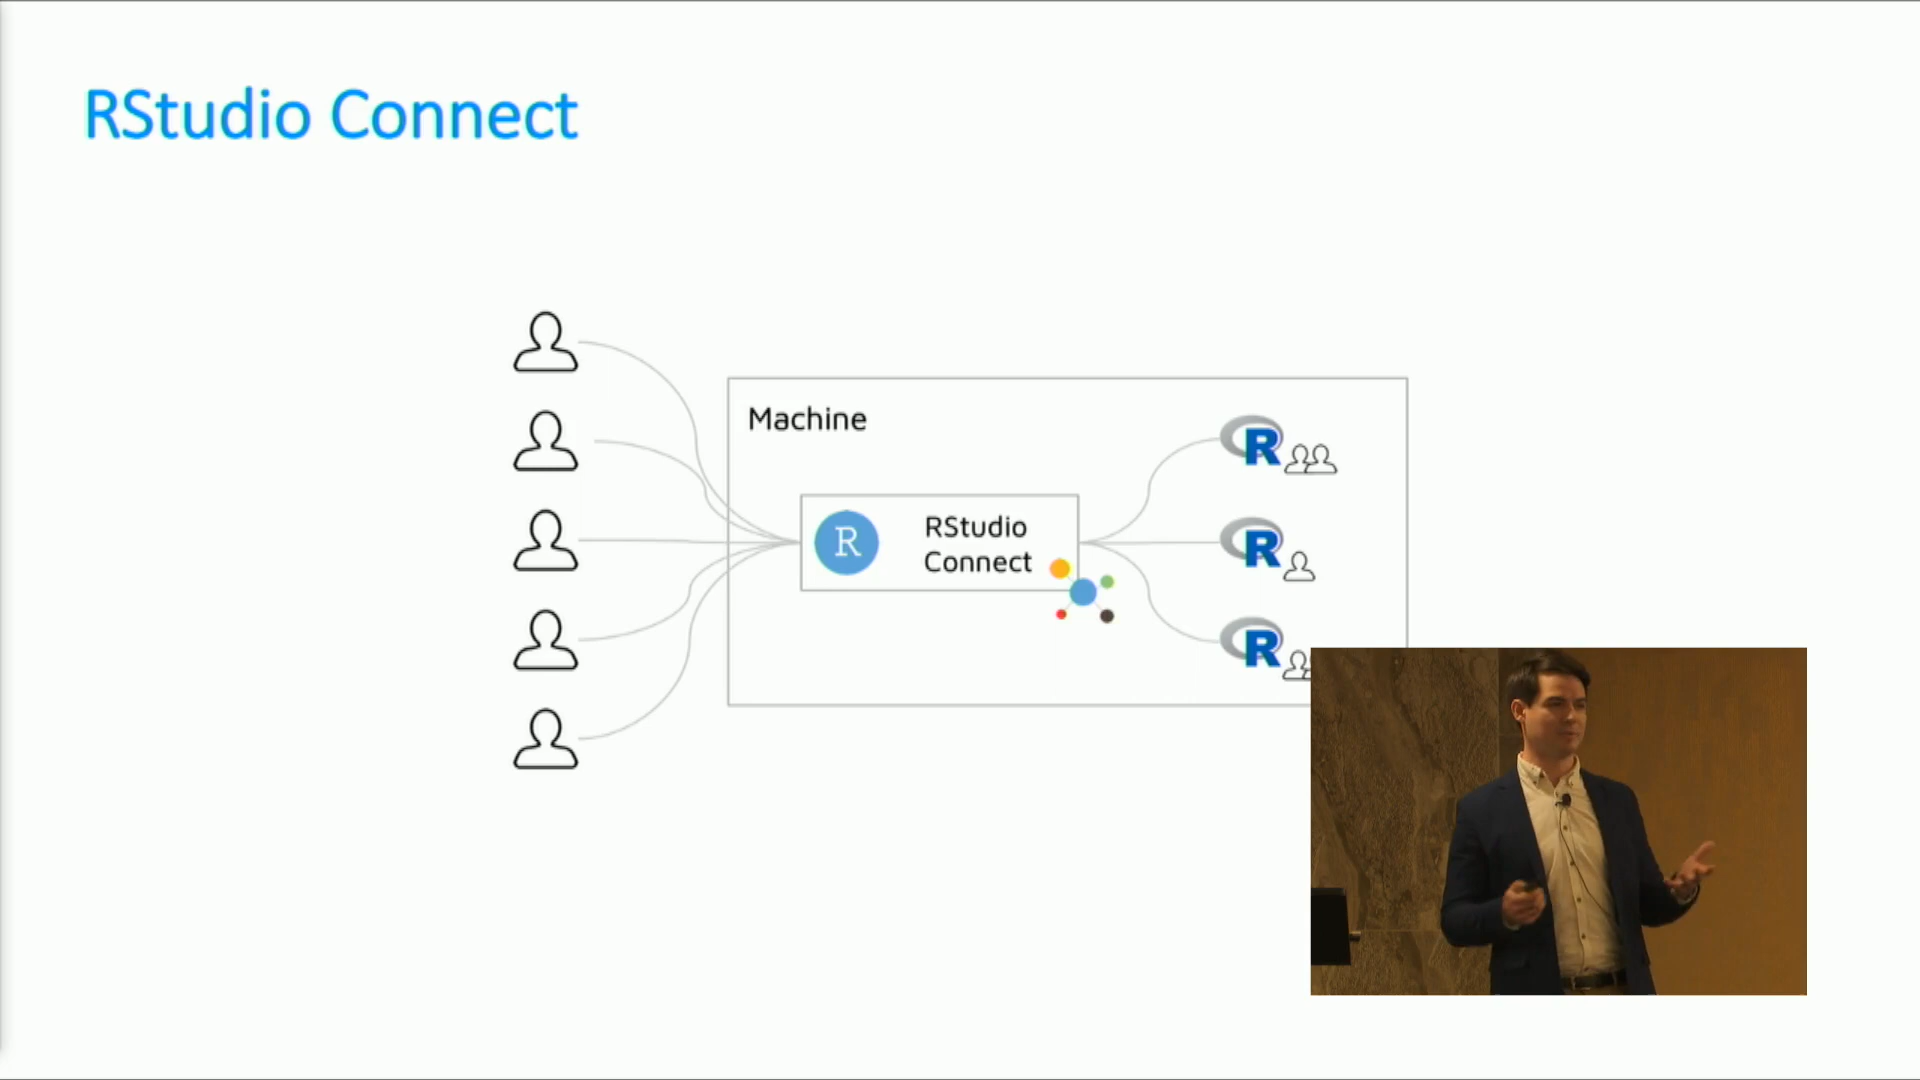 RStudio Connect
Machine
R
RStudio
Connect
R
R
R